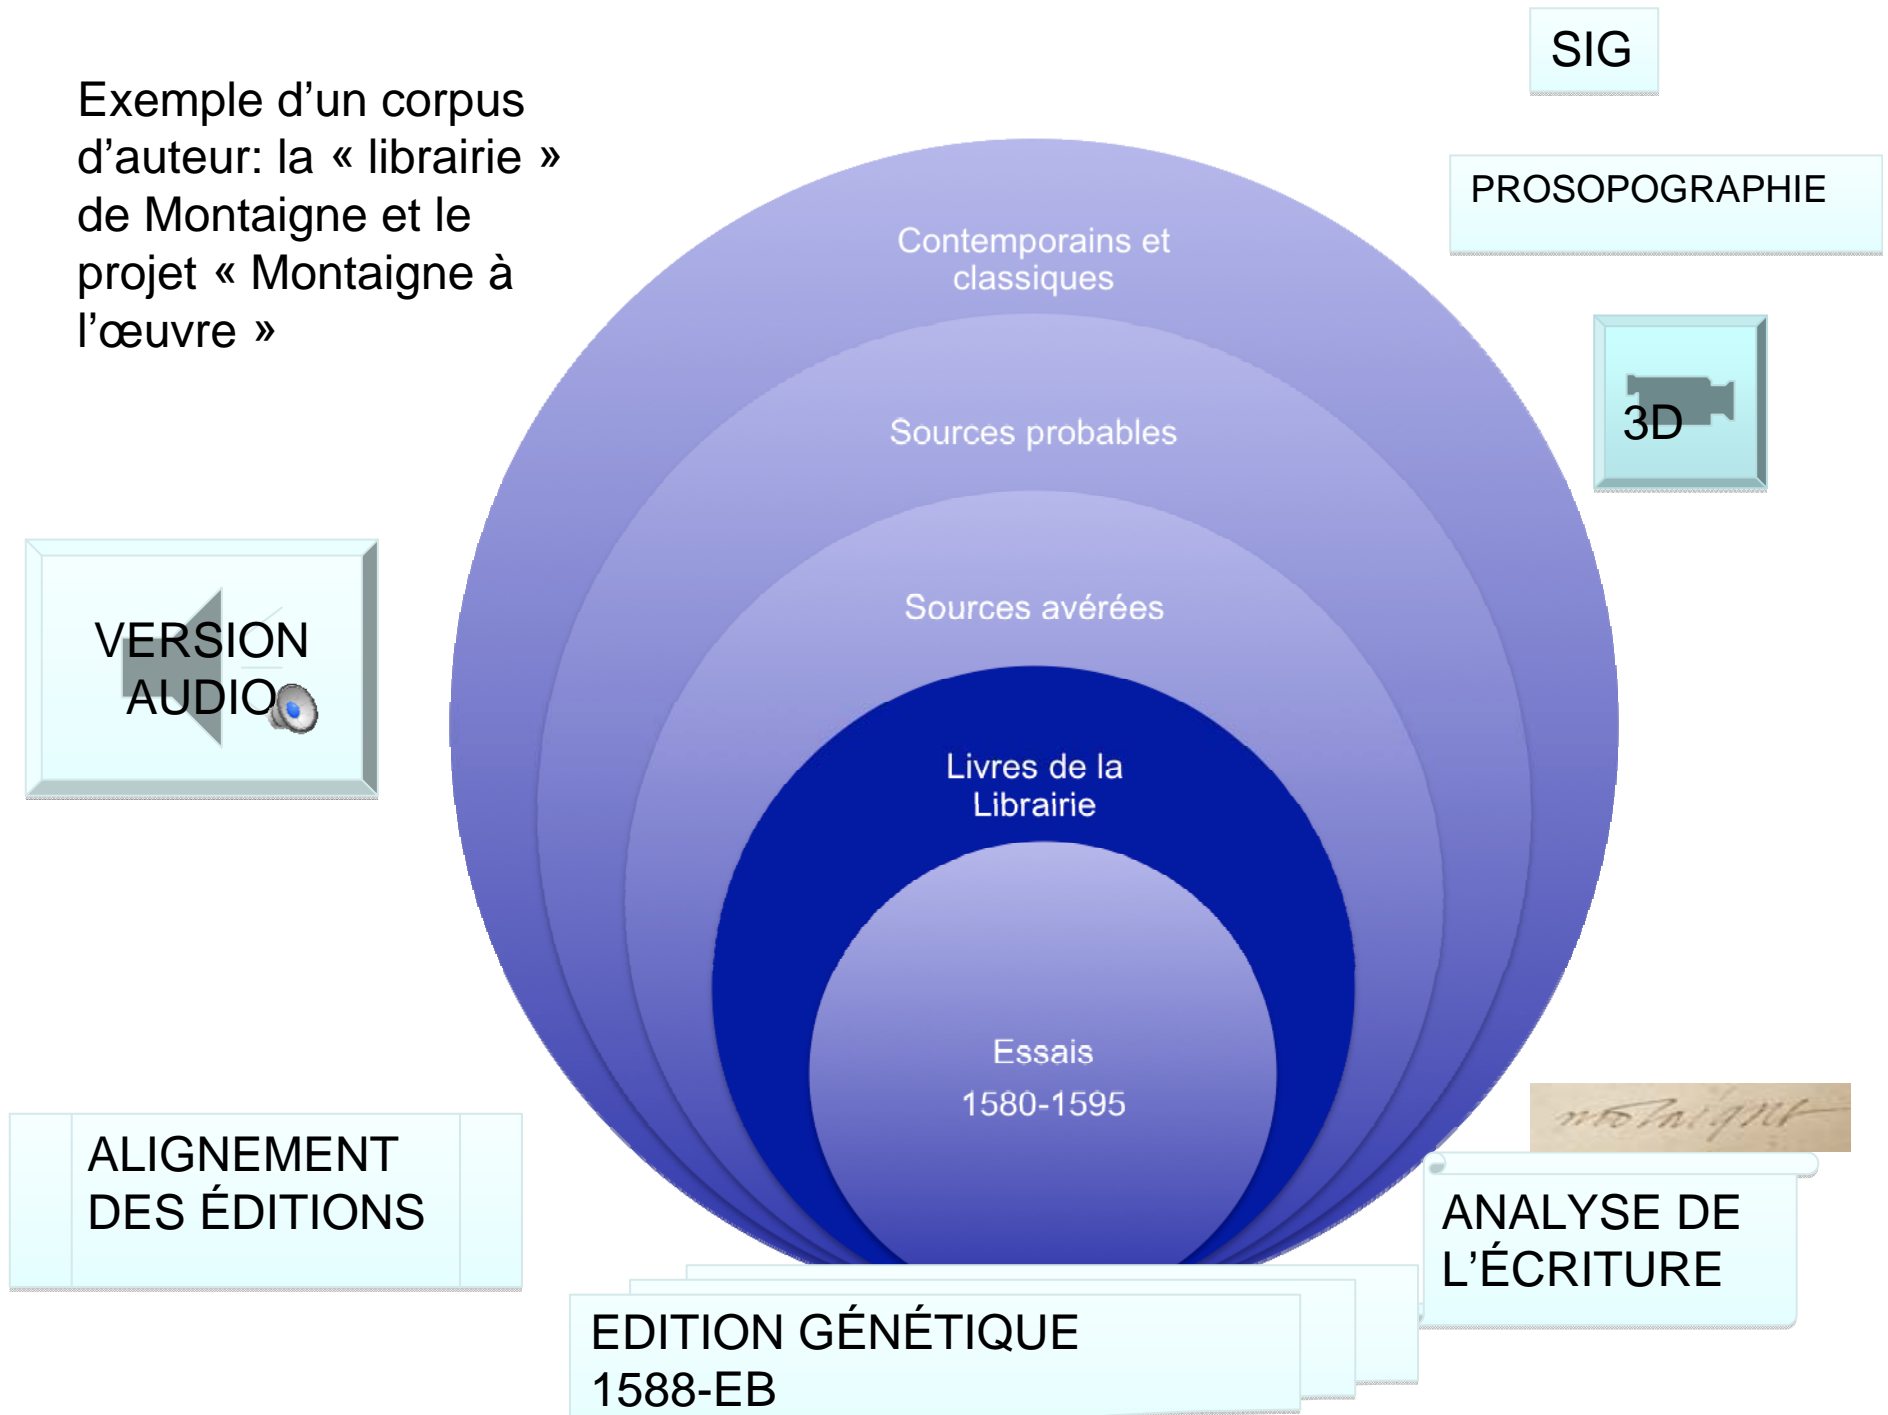 Exemple d’un corpus
d’auteur: la « librairie »
de Montaigne et le
projet « Montaigne à
l’œuvre »
SIG
PROSOPOGRAPHIE
3D
Contemporains et
classiques
Sources probables
Sources avérées
Livres de la
Librairie
Essais
1580-1595
VERSION
AUDIO
ALIGNEMENT
DES ÉDITIONS
EDITION GÉNÉTIQUE
1588-EB
ANALYSE DE
L’ÉCRITURE